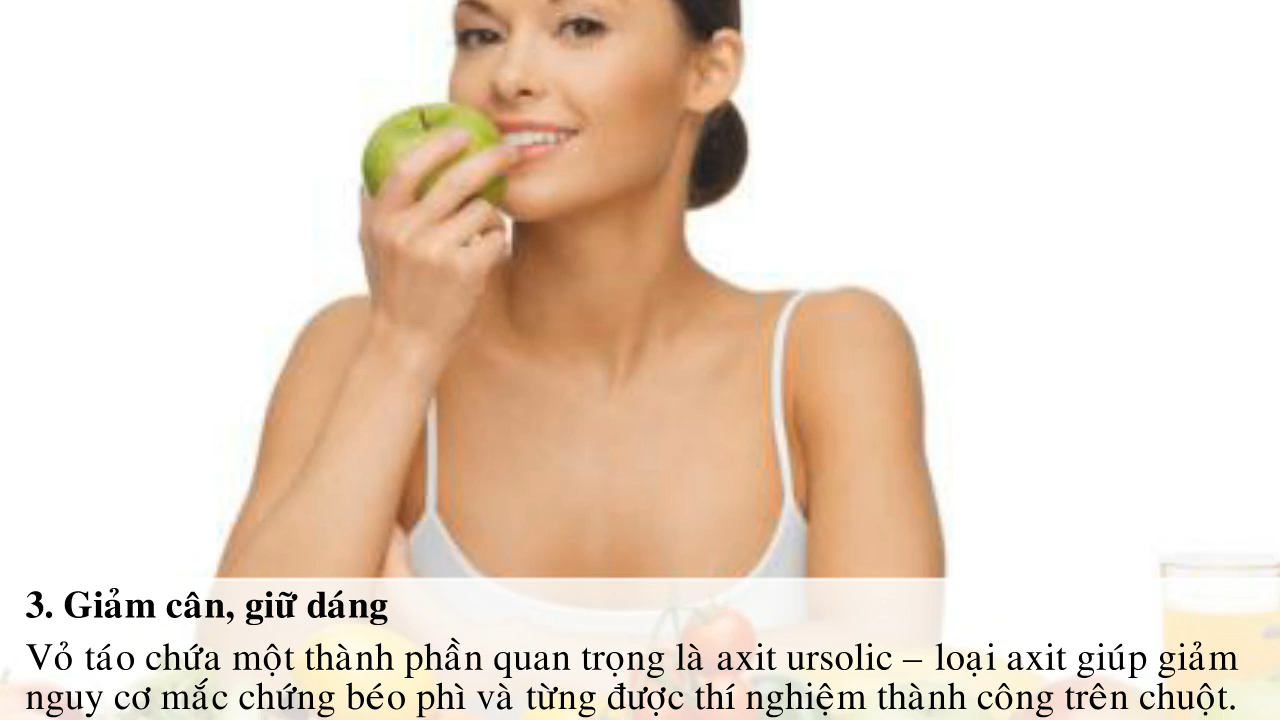 3. Giảm cân, giữ dáng
Vỏ táo chứa một thành phần quan trọng là axit ursolic – loại axit giúp giảm
nguy cơ mắc chứng béo phì và từng được thí nghiệm thành công trên chuột.